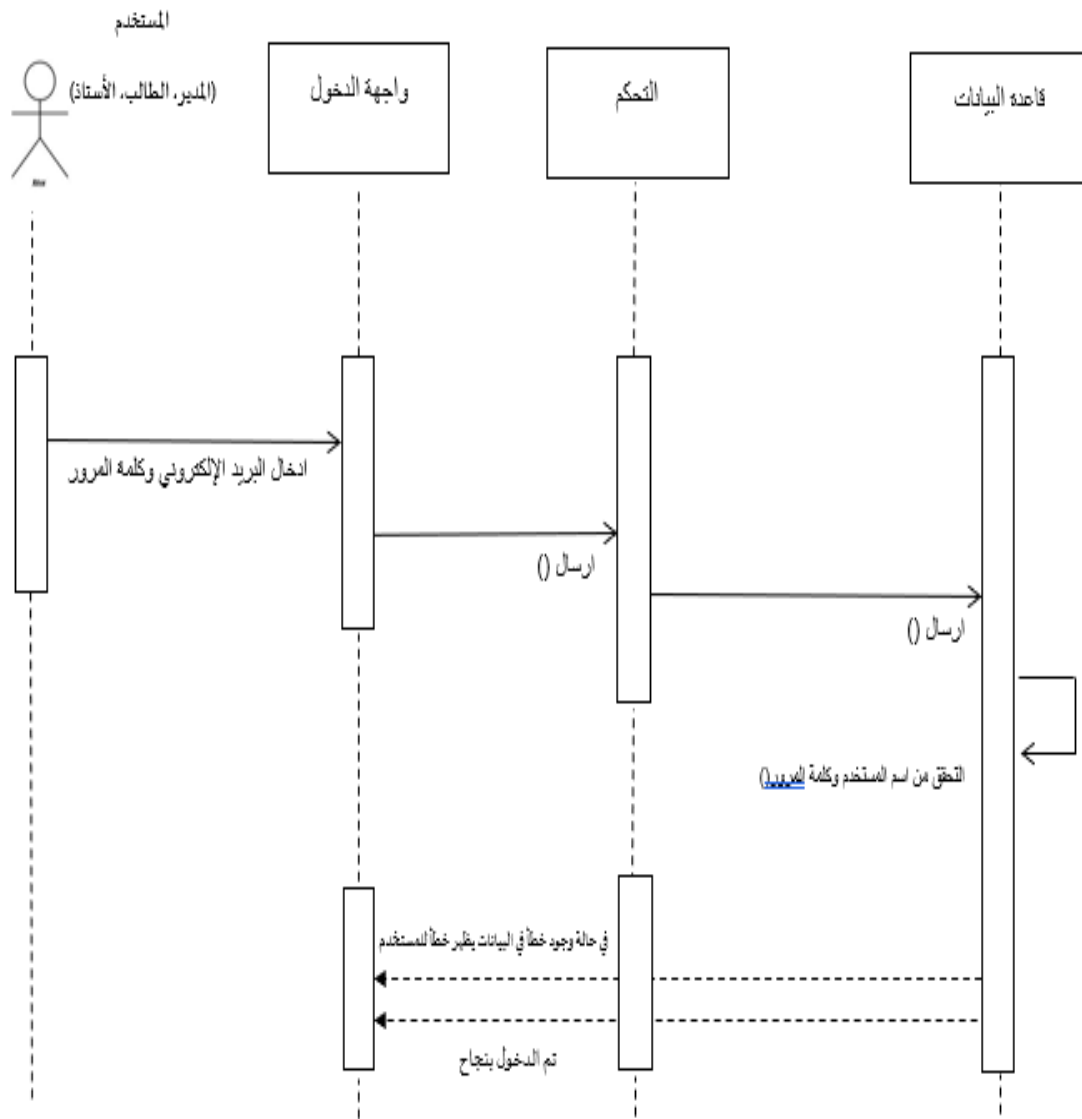 المستخدم
(المدير، الطالب، الأستاذ)
واجهة الدخول
التحكم
قاعده البيانات
ادخال البريد الإلكتروني وكلمة المرور
ارسال ()
ارسال ()
التحقق من اسم المستخدم وكلمة المرور()
في حالة وجود خطأ في البيانات يظهر خطأ للمستخدم
تم الدخول بنجاح